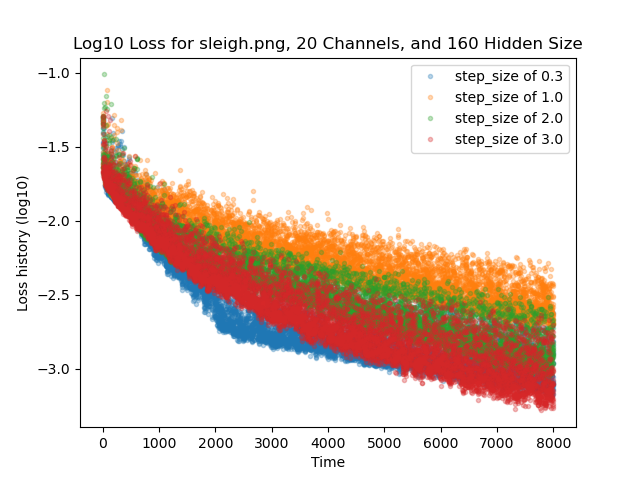 Log10 Loss for sleigh.png, 20 Channels, and 160 Hidden Size
step_size of 0.3
step_size of 1.0
step_size of 2.0
step_size of 3.0
Loss history (log10)
−1.0
−1.5
−2.0
−2.5
−3.0
0 1000 2000 3000 4000 5000 6000 7000 8000
Time